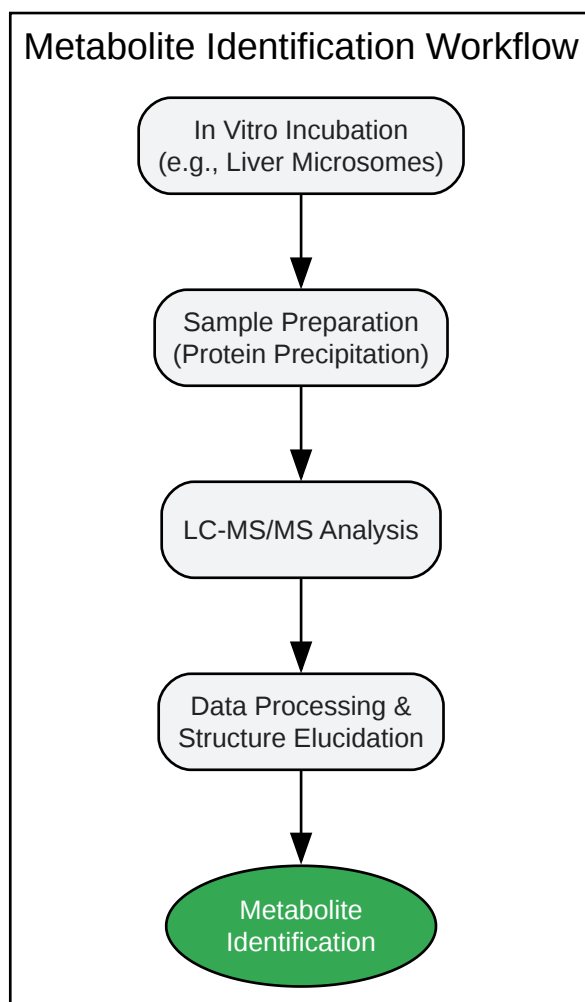 Metabolite Identification Workflow
In Vitro Incubation
(e.g., Liver Microsomes)
Sample Preparation
(Protein Precipitation)
LC-MS/MS Analysis
Data Processing &
Structure Elucidation
Metabolite
Identification